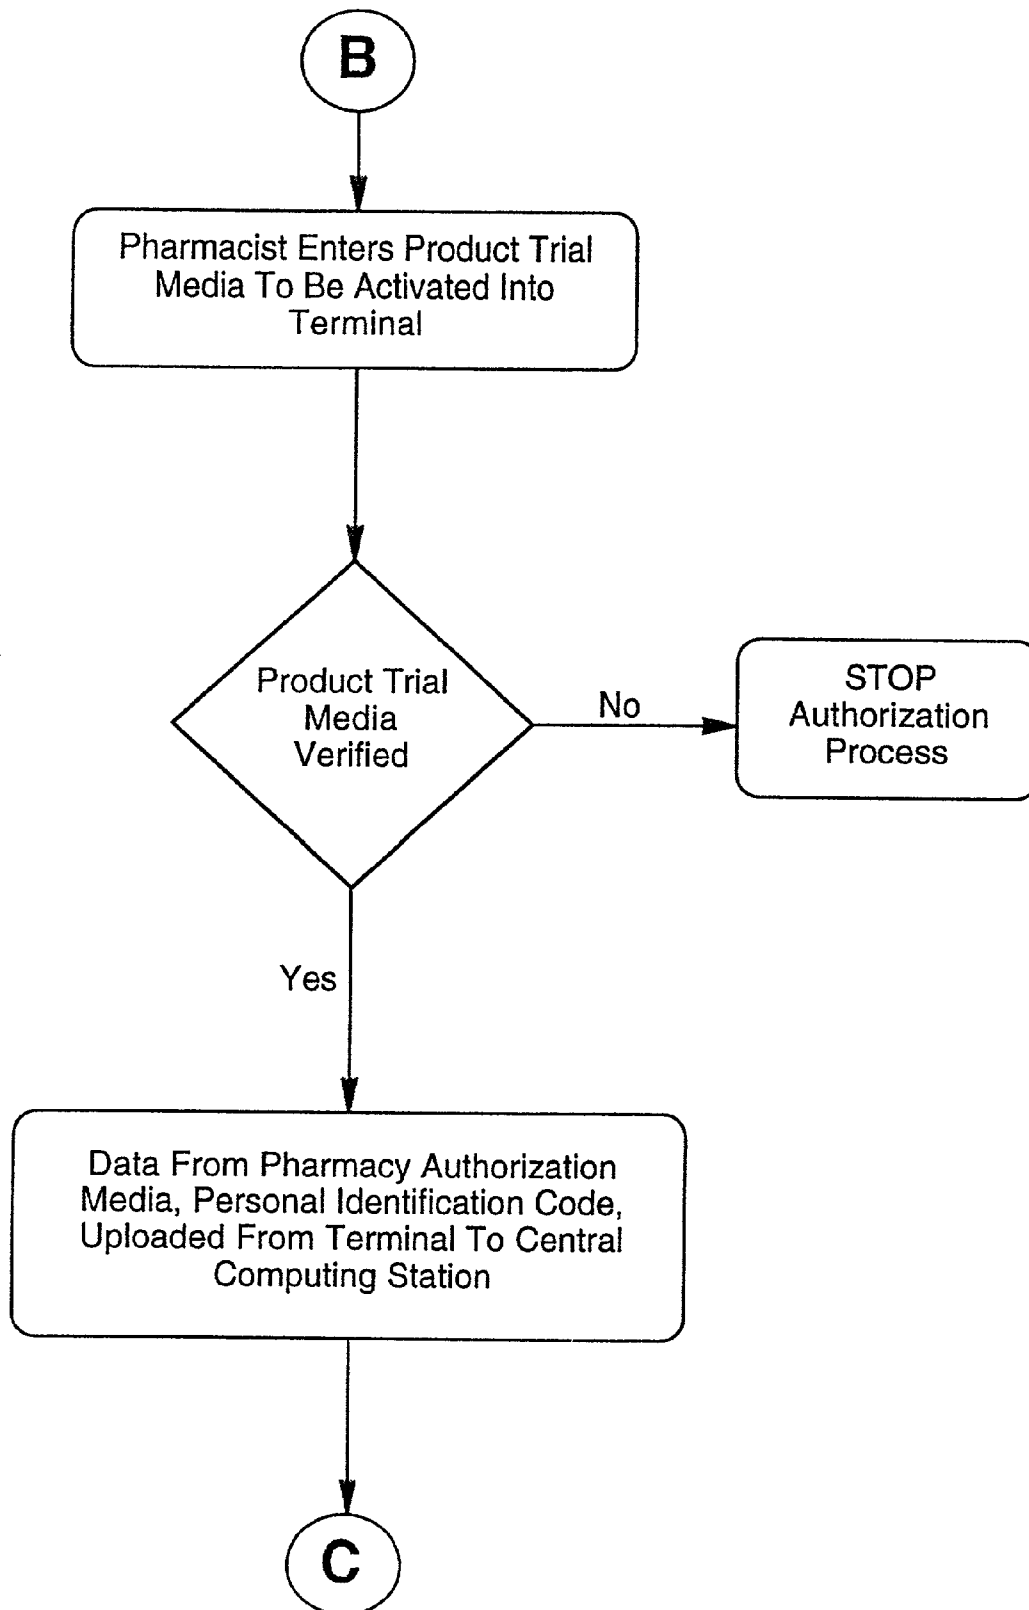 B
Pharmacist Enters Product Trial
Media To Be Activated Into
Terminal
Product Trial
Media
Verified
No
STOP
Authorization
Process
Yes
Data From Pharmacy Authorization
Media, Personal Identification Code,
Uploaded From Terminal To Central
Computing Station
C